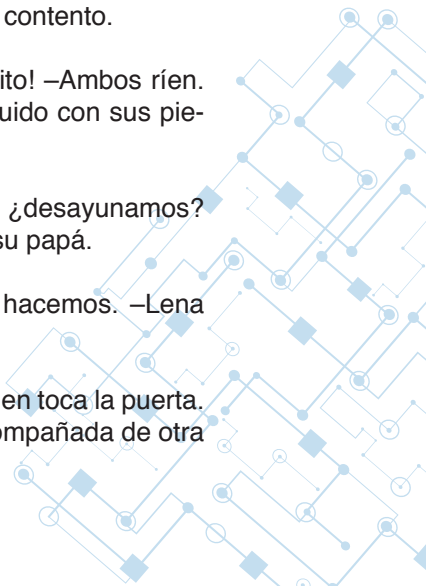 contento.
ito! –Ambos ríen.
uido con sus pie-
¿desayunamos?
su papá.
hacemos. –Lena
en toca la puerta.
ompañada de otra